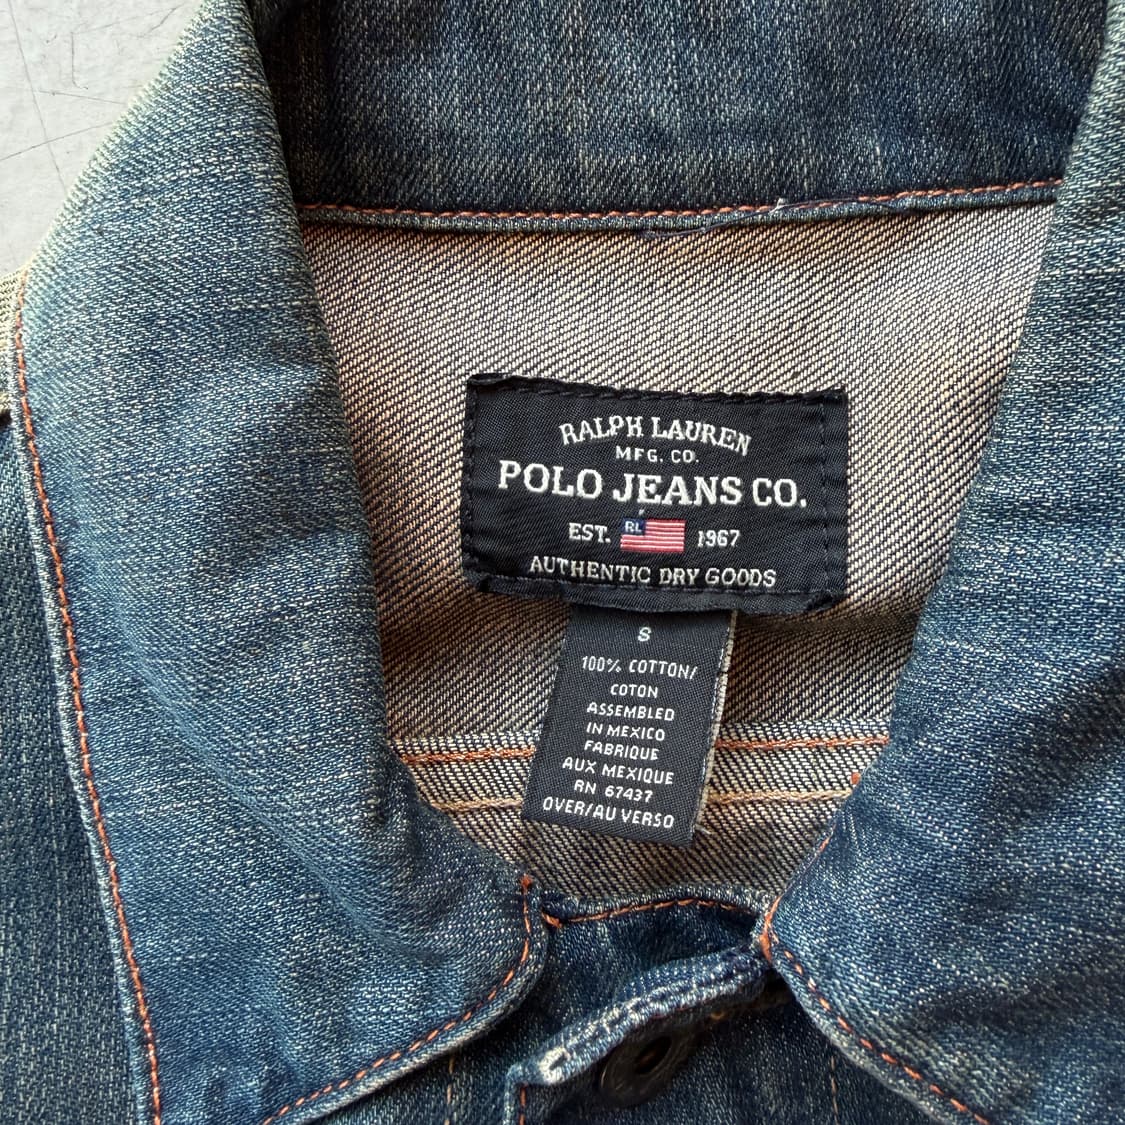 RALPH LAUREN
MFG. CO.
POLO JEANS CO.
EST. RL 1967
AUTHENTIC DRY GOODS
S
100% COTTON/
COTON
ASSEMBLED
IN MEXICO
FABRIQUE
AUX MEXIQUE
RN 67437
OVER/AU VERSO